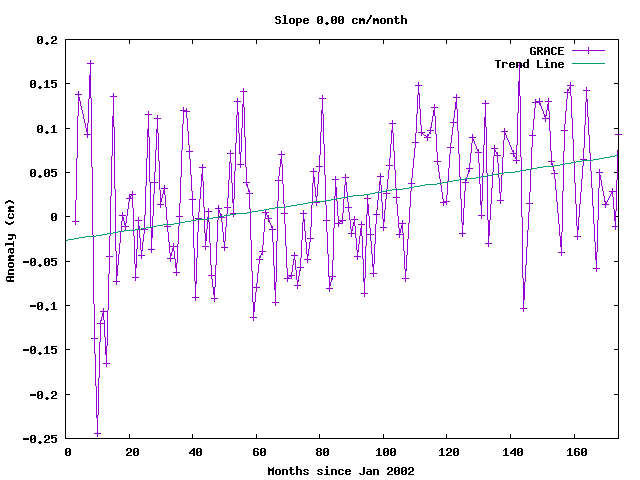 Slope 0.00 cm/month
GRACE
Trend Line
0.2
0.15
0.1
0.05
0
-0.05
-0.1
-0.15
-0.2
-0.25
Anomaly (cm)
0 20 40 60 80 100 120 140 160
Months since Jan 2002